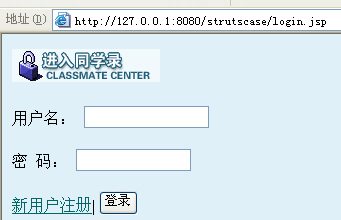 地址(D) http://127.0.0.1:8080/strutscase/login.jsp
进入同学录
CLASSMATE CENTER
用户名：
密 码：
新用户注册| 登录